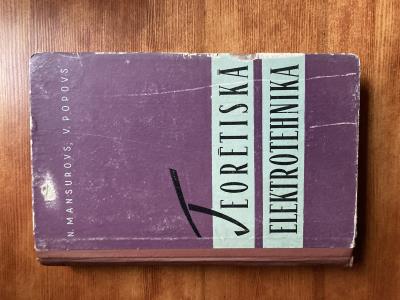 N. MANSUROVS, V. POPOVS
TEORĒTISKĀ
ELEKTROTEHNIKA